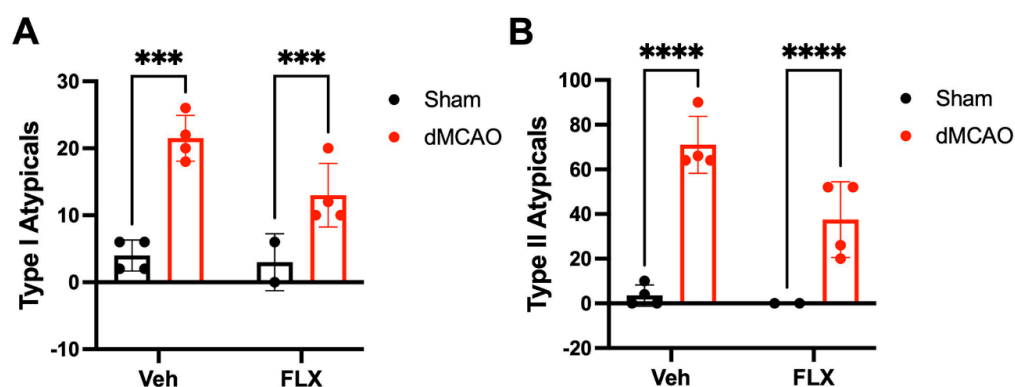 A
*** ***
30
20
10
0
-10
Type I Atypicals
Veh FLX
Sham
dMCAO
B
**** ****
100
80
60
40
20
0
-20
Type II Atypicals
Veh FLX
Sham
dMCAO